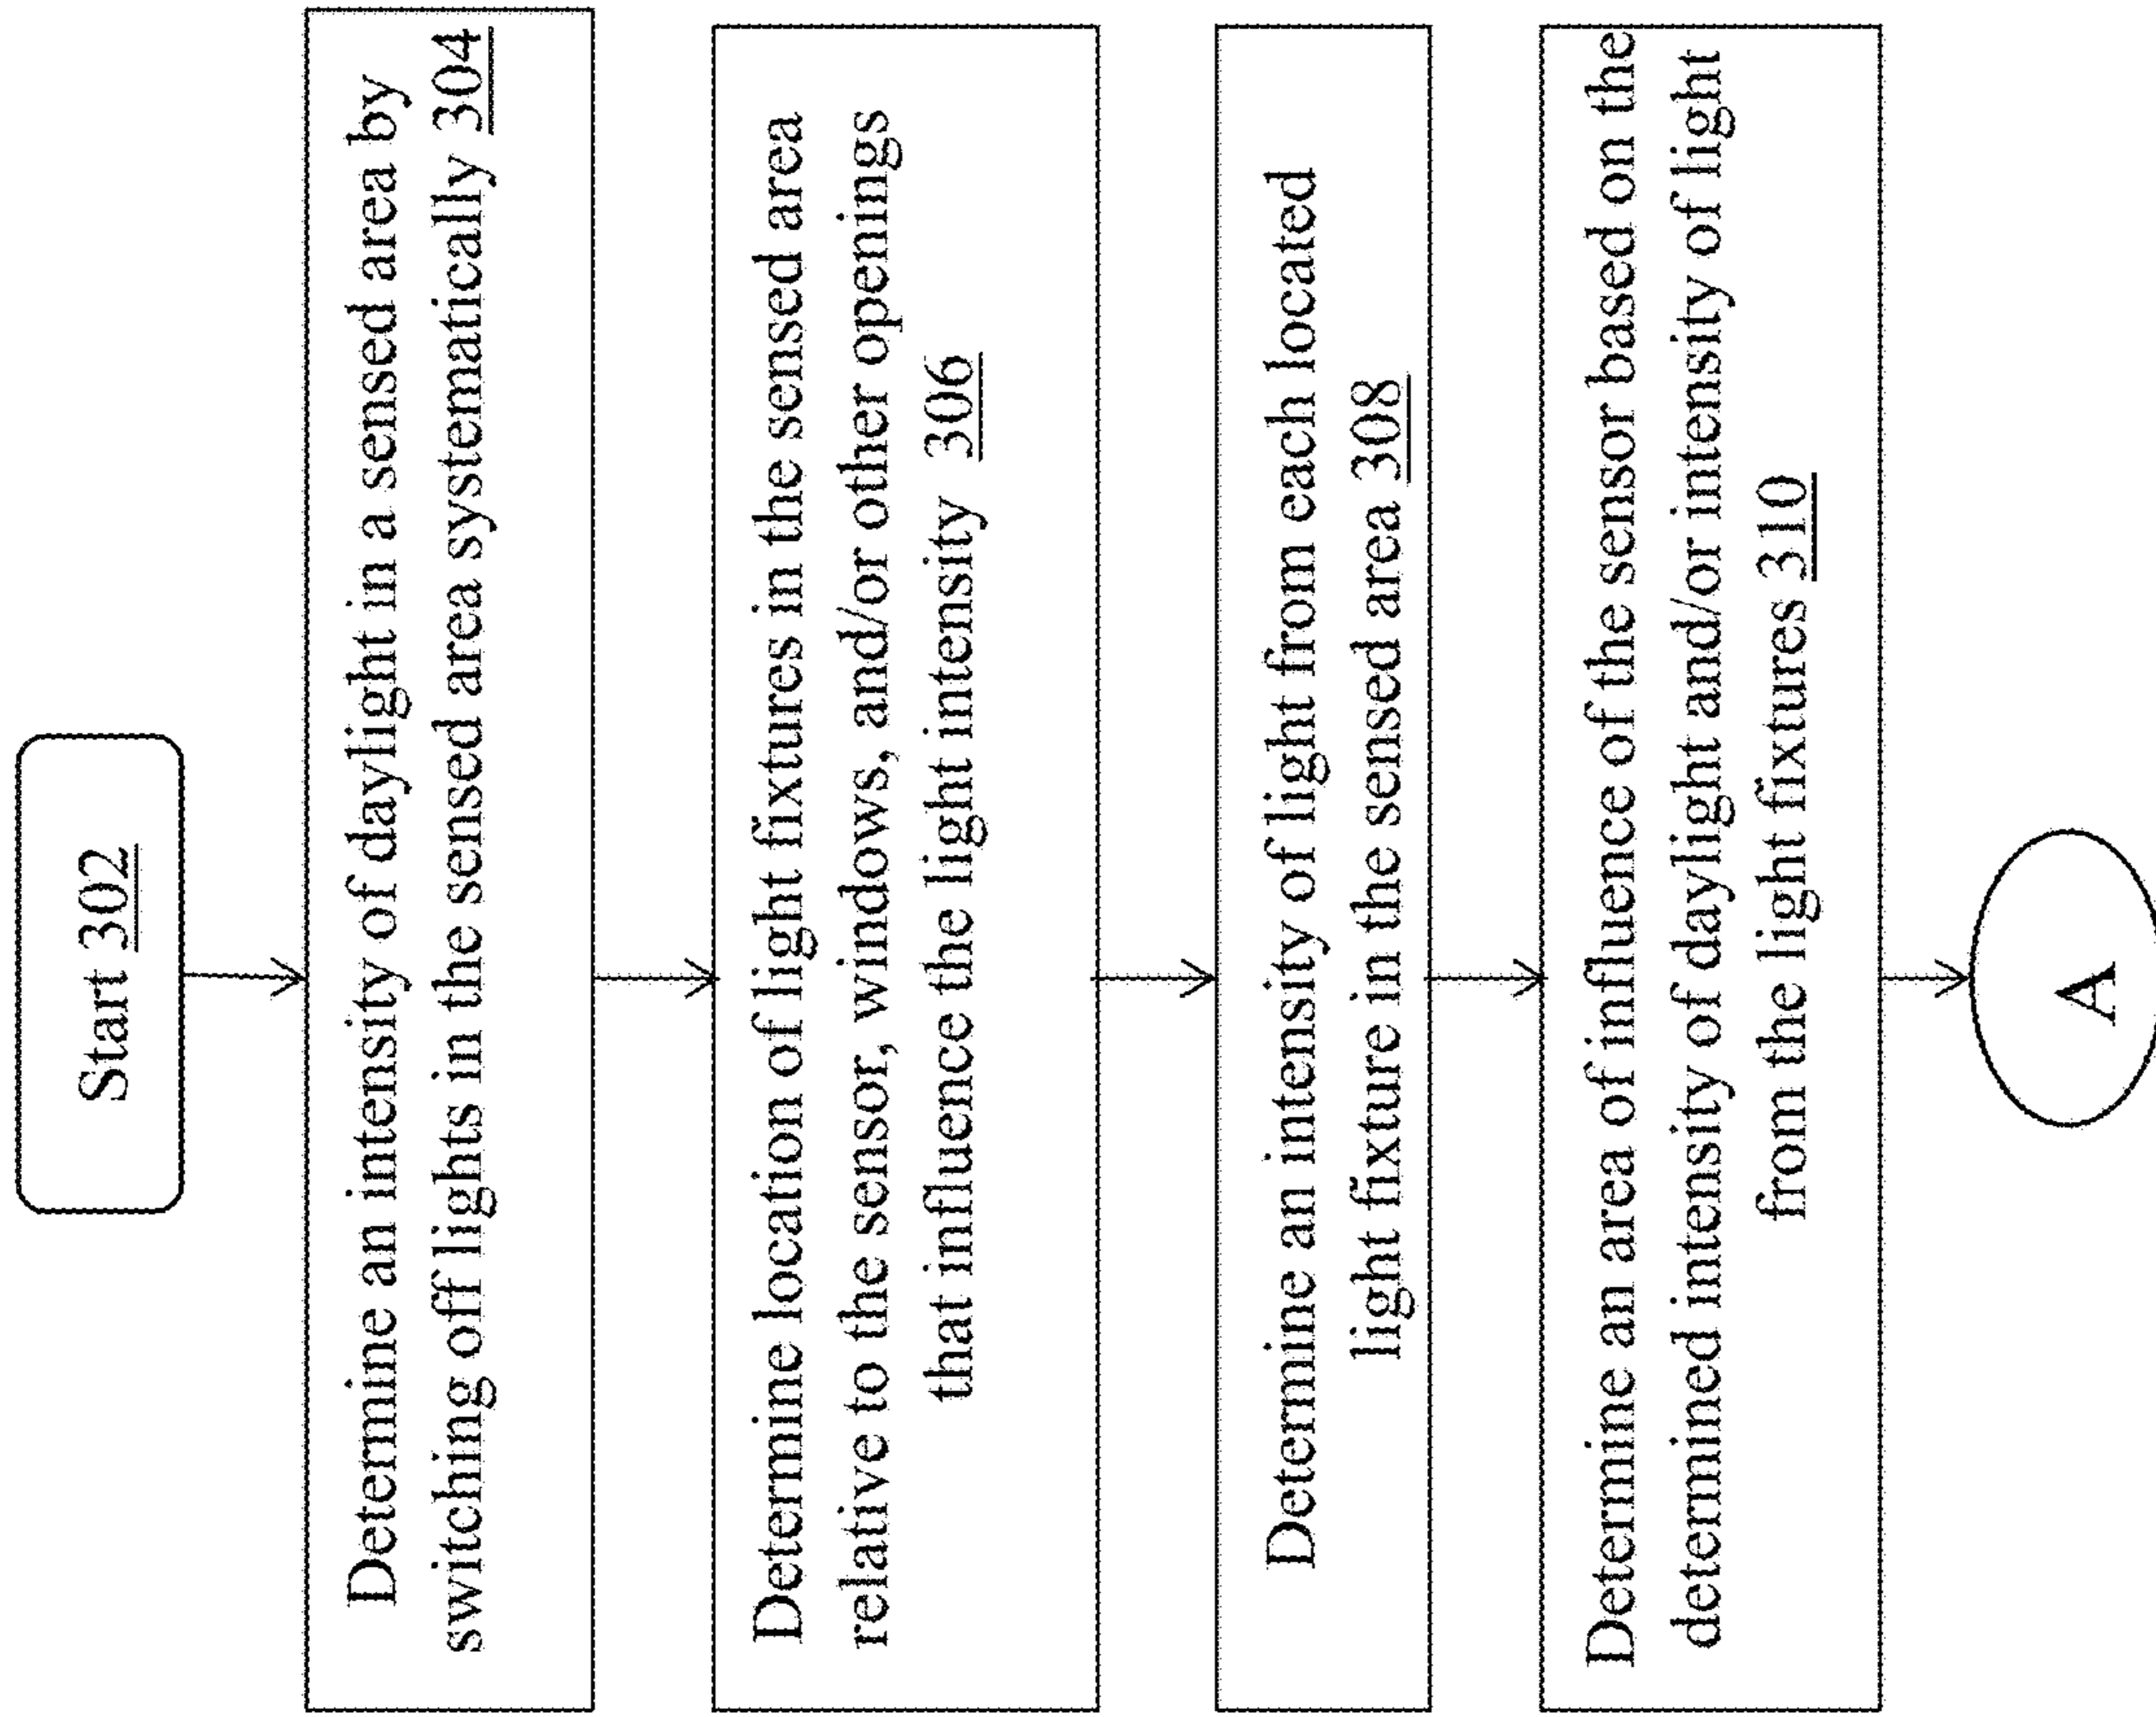 Start 302
Determine an intensity of daylight in a sensed area by
switching off lights in the sensed area systematically 304
Determine location of light fixtures in the sensed area
relative to the sensor, windows, and/or other openings
that influence the light intensity 306
Determine an intensity of light from each located
light fixture in the sensed area 308
Determine an area of influence of the sensor based on the
determined intensity of daylight and/or intensity of light
from the light fixtures 310
A